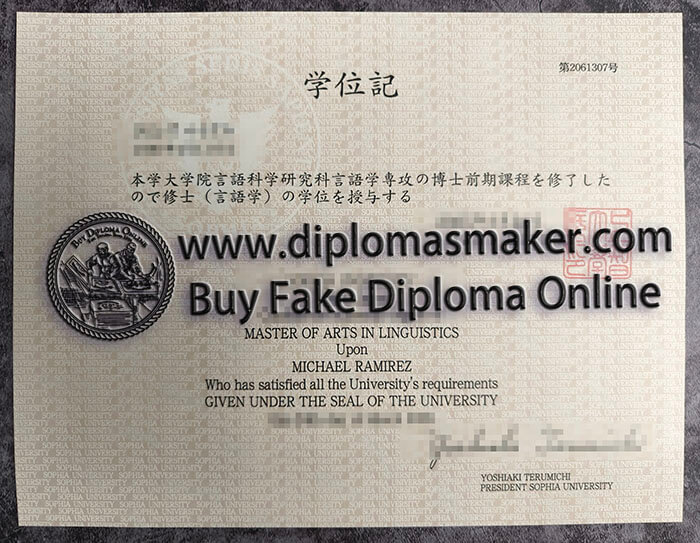 学位記
第2061307号
本学大学院言語科学研究科言語学専攻の博士前期課程を修了した
ので修士（言語学）の学位を授与する
BUY DIPLOMA ONLINE
www.diplomasmaker.com
Buy Fake Diploma Online
MASTER OF ARTS IN LINGUISTICS
Upon
MICHAEL RAMIREZ
Who has satisfied all the University's requirements
GIVEN UNDER THE SEAL OF THE UNIVERSITY
YOSHIAKI TERUMICHI
PRESIDENT SOPHIA UNIVERSITY